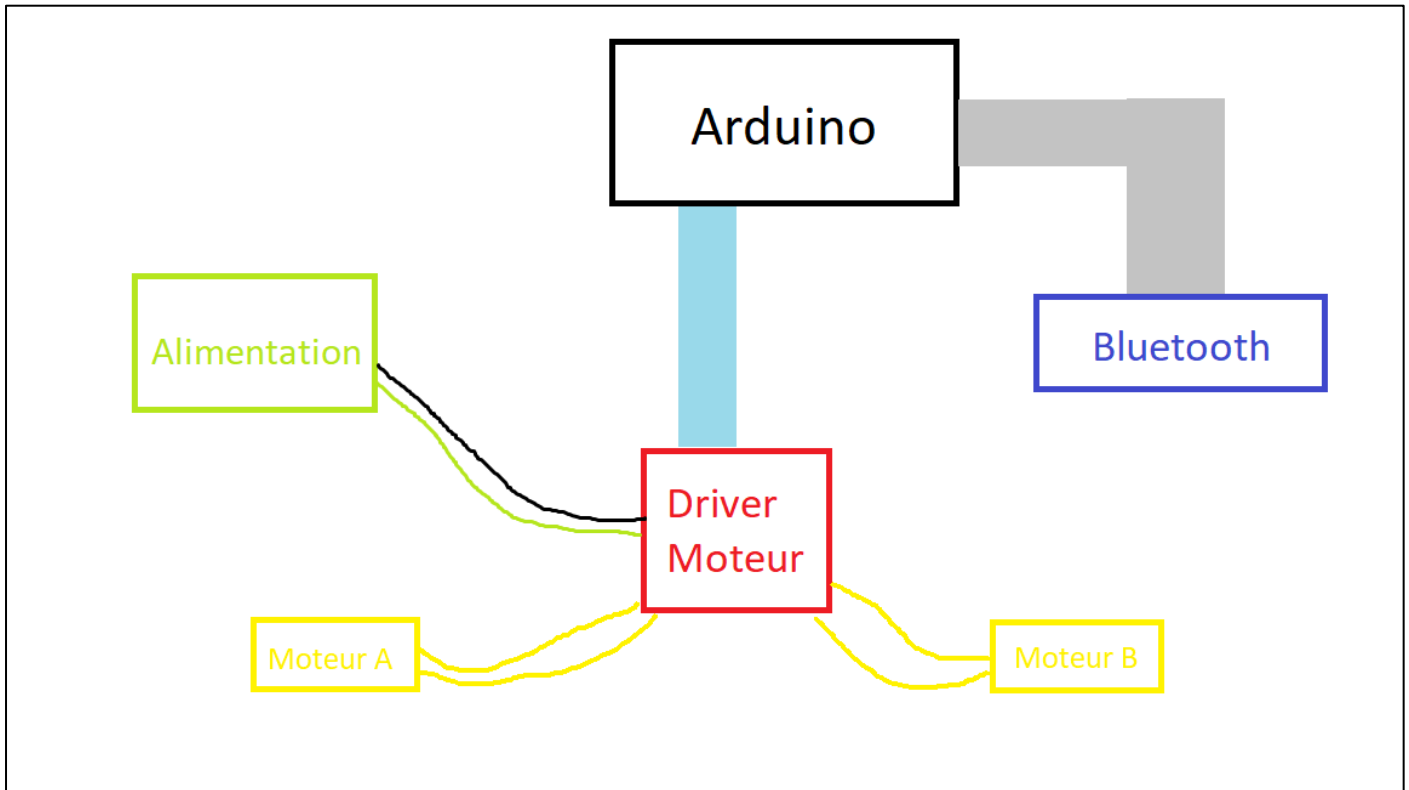 Arduino
Alimentation
Bluetooth
Driver
Moteur
Moteur A
Moteur B